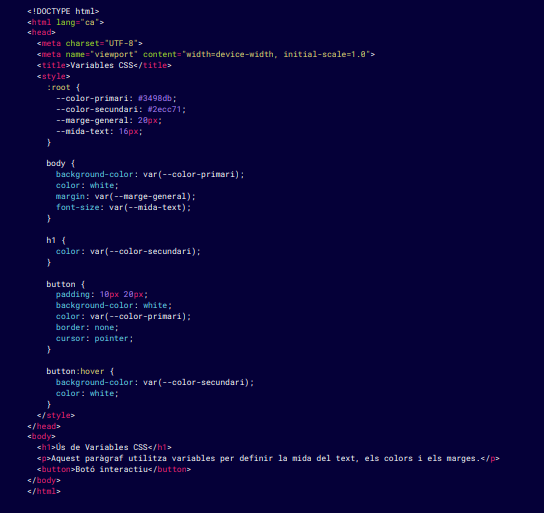 <!DOCTYPE html>
<html lang="ca">
<head>
  <meta charset="UTF-8">
  <meta name="viewport" content="width=device-width, initial-scale=1.0">
  <title>Variables CSS</title>
  <style>
    :root {
      --color-primari: #3498db;
      --color-secundari: #2ecc71;
      --marge-general: 20px;
      --mida-text: 16px;
    }

    body {
      background-color: var(--color-primari);
      color: white;
      margin: var(--marge-general);
      font-size: var(--mida-text);
    }

    h1 {
      color: var(--color-secundari);
    }

    button {
      padding: 10px 20px;
      background-color: white;
      color: var(--color-primari);
      border: none;
      cursor: pointer;
    }

    button:hover {
      background-color: var(--color-secundari);
      color: white;
    }
  </style>
</head>
<body>
  <h1>Ús de Variables CSS</h1>
  <p>Aquest paràgraf utilitza variables per definir la mida del text, els colors i els marges.</p>
  <button>Botó interactiu</button>
</body>
</html>